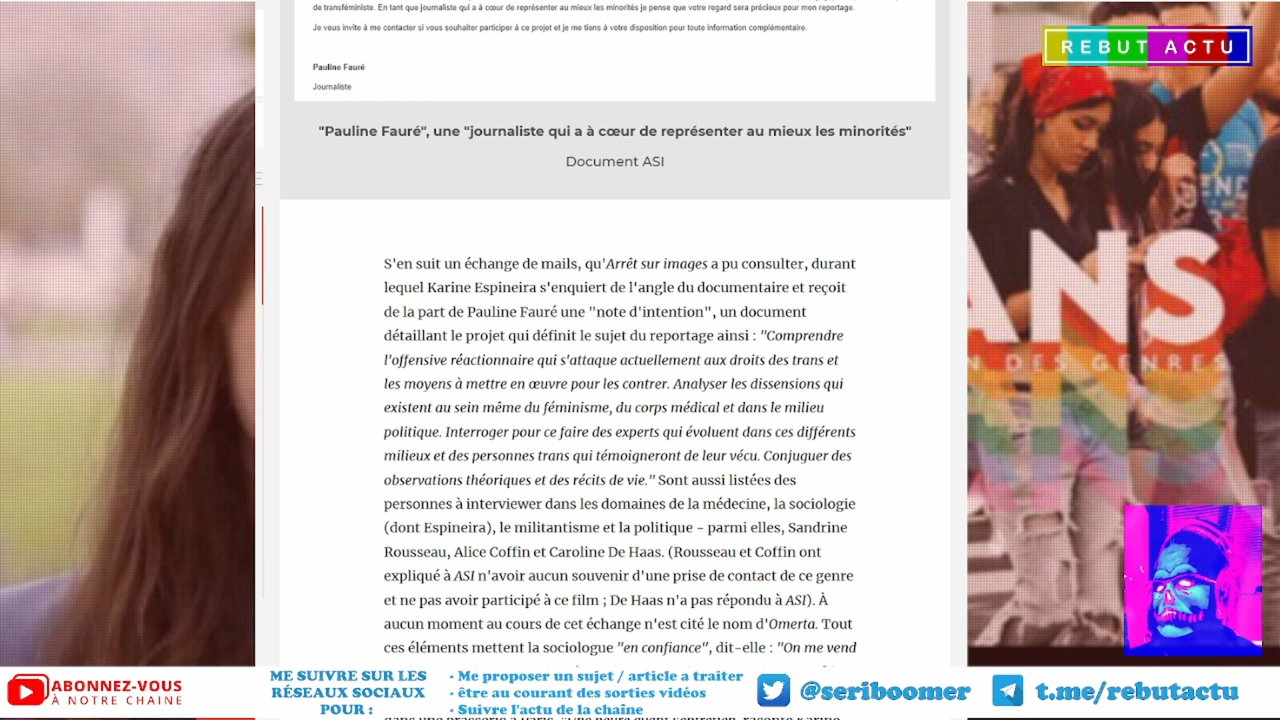 de transféministe. En tant que journaliste qui a à cœur de représenter au mieux les minorités je pense que votre regard sera précieux pour mon reportage.
Je vous invite à me contacter si vous souhaiter participer à ce projet et je me tiens à votre disposition pour toute information complémentaire.
Pauline Fauré
Journaliste
"Pauline Fauré", une "journaliste qui a à cœur de représenter au mieux les minorités"
Document ASI
S'en suit un échange de mails, qu'Arrêt sur images a pu consulter, durant
lequel Karine Espineira s'enquiert de l'angle du documentaire et reçoit
de la part de Pauline Fauré une "note d'intention", un document
détaillant le projet qui définit le sujet du reportage ainsi : "Comprendre
l'offensive réactionnaire qui s'attaque actuellement aux droits des trans et
les moyens à mettre en œuvre pour les contrer. Analyser les dissensions qui
existent au sein même du féminisme, du corps médical et dans le milieu
politique. Interroger pour ce faire des experts qui évoluent dans ces différents
milieux et des personnes trans qui témoigneront de leur vécu. Conjuguer des
observations théoriques et des récits de vie." Sont aussi listées des
personnes à interviewer dans les domaines de la médecine, la sociologie
(dont Espineira), le militantisme et la politique - parmi elles, Sandrine
Rousseau, Alice Coffin et Caroline De Haas. (Rousseau et Coffin ont
expliqué à ASI n'avoir aucun souvenir d'une prise de contact de ce genre
et ne pas avoir participé à ce film ; De Haas n'a pas répondu à ASI). À
aucun moment au cours de cet échange n'est cité le nom d'Omerta. Tout
ces éléments mettent la sociologue "en confiance", dit-elle : "On me vend
REBUT ACTU
END
ANS
N DES GENRES
ABONNEZ-VOUS
À NOTRE CHAINE
ME SUIVRE SUR LES
RÉSEAUX SOCIAUX
POUR :
· Me proposer un sujet / article a traiter
· être au courant des sorties vidéos
· Suivre l'actu de la chaîne
@seriboomer
t.me/rebutactu